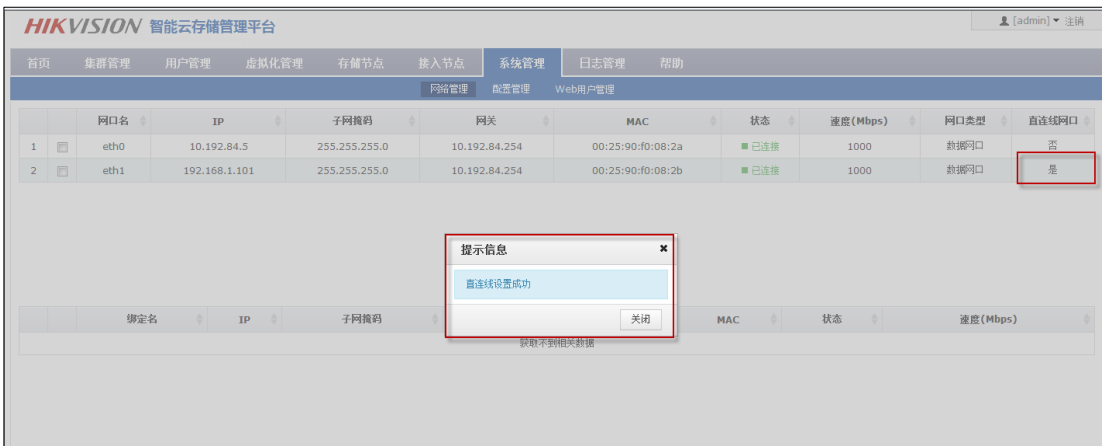 HIKVISION 智能云存储管理平台
[admin] 注销
首页 集群管理 用户管理 虚拟化管理 存储节点 接入节点 系统管理 日志管理 帮助
网络管理 配置管理 Web用户管理
网口名 IP 子网掩码 网关 MAC 状态 速度(Mbps) 网口类型 直连线网口
1 eth0 10.192.84.5 255.255.255.0 10.192.84.254 00:25:90:f0:08:2a 已连接 1000 数据网口 否
2 eth1 192.168.1.101 255.255.255.0 10.192.84.254 00:25:90:f0:08:2b 已连接 1000 数据网口 是
提示信息
直连线设置成功
关闭
绑定名 IP 子网掩码 MAC 状态 速度(Mbps)
获取不到相关数据